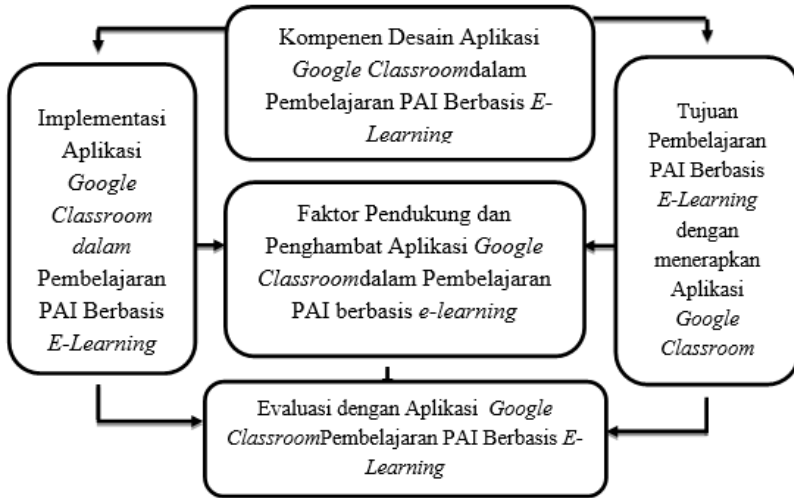 Kompenen Desain Aplikasi
Google Classroomdalam
Pembelajaran PAI Berbasis E-
Learning
Implementasi
Aplikasi
Google
Classroom
dalam
Pembelajaran
PAI Berbasis
E-Learning
Faktor Pendukung dan
Penghambat Aplikasi Google
Classroomdalam Pembelajaran
PAI berbasis e-learning
Tujuan
Pembelajaran
PAI Berbasis
E-Learning
dengan
menerapkan
Aplikasi
Google
Classroom
Evaluasi dengan Aplikasi Google
ClassroomPembelajaran PAI Berbasis E-
Learning